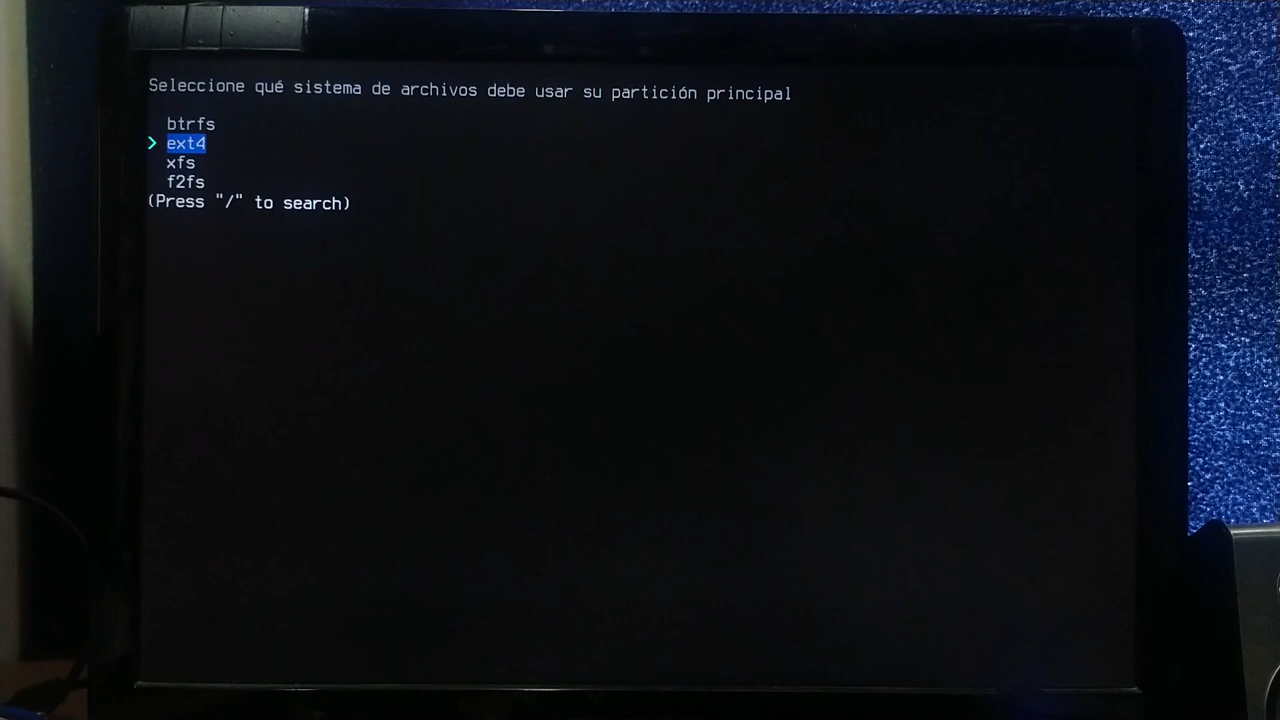 Seleccione qué sistema de archivos debe usar su partición principal
btrfs
> ext4
xfs
f2fs
(Press "/" to search)